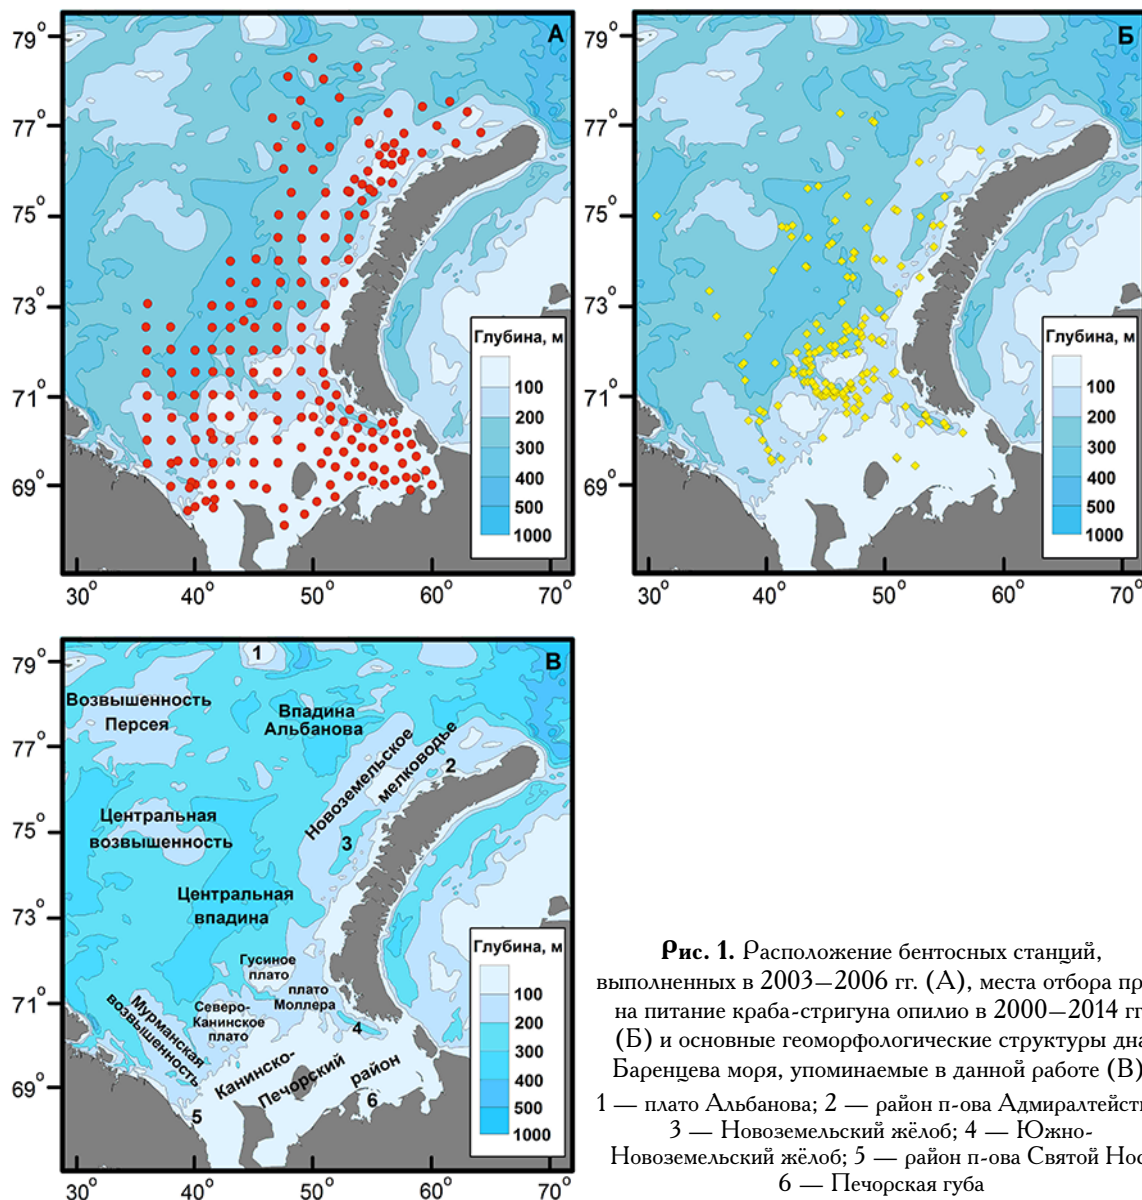 А
79°
77°
75°
73°
71°
69°
30°
40°
50°
60°
70°
Глубина, м
100
200
300
400
500
1000
Б
79°
77°
75°
73°
71°
69°
30°
40°
50°
60°
70°
Глубина, м
100
200
300
400
500
1000
В
79°
77°
75°
73°
71°
69°
30°
40°
50°
60°
70°
1
Возвышенность
Персея
Впадина
Альбанова
Новоземельское
мелководье
2
Центральная
возвышенность
3
Центральная
впадина
Гусиное
плато
плато
Моллера
Мурманская
возвышенность
Северо-
Канинское
плато
4
Канинско-
Печорский
район
5
6
Глубина, м
100
200
300
400
500
1000
Рис. 1. Расположение бентосных станций,
выполненных в 2003—2006 гг. (А), места отбора пр
на питание краба-стригуна опилио в 2000—2014 гг
(Б) и основные геоморфологические структуры дна
Баренцева моря, упоминаемые в данной работе (В)
1 — плато Альбанова; 2 — район п-ова Адмиралтейств
3 — Новоземельский жёлоб; 4 — Южно-
Новоземельский жёлоб; 5 — район п-ова Святой Нос
6 — Печорская губа